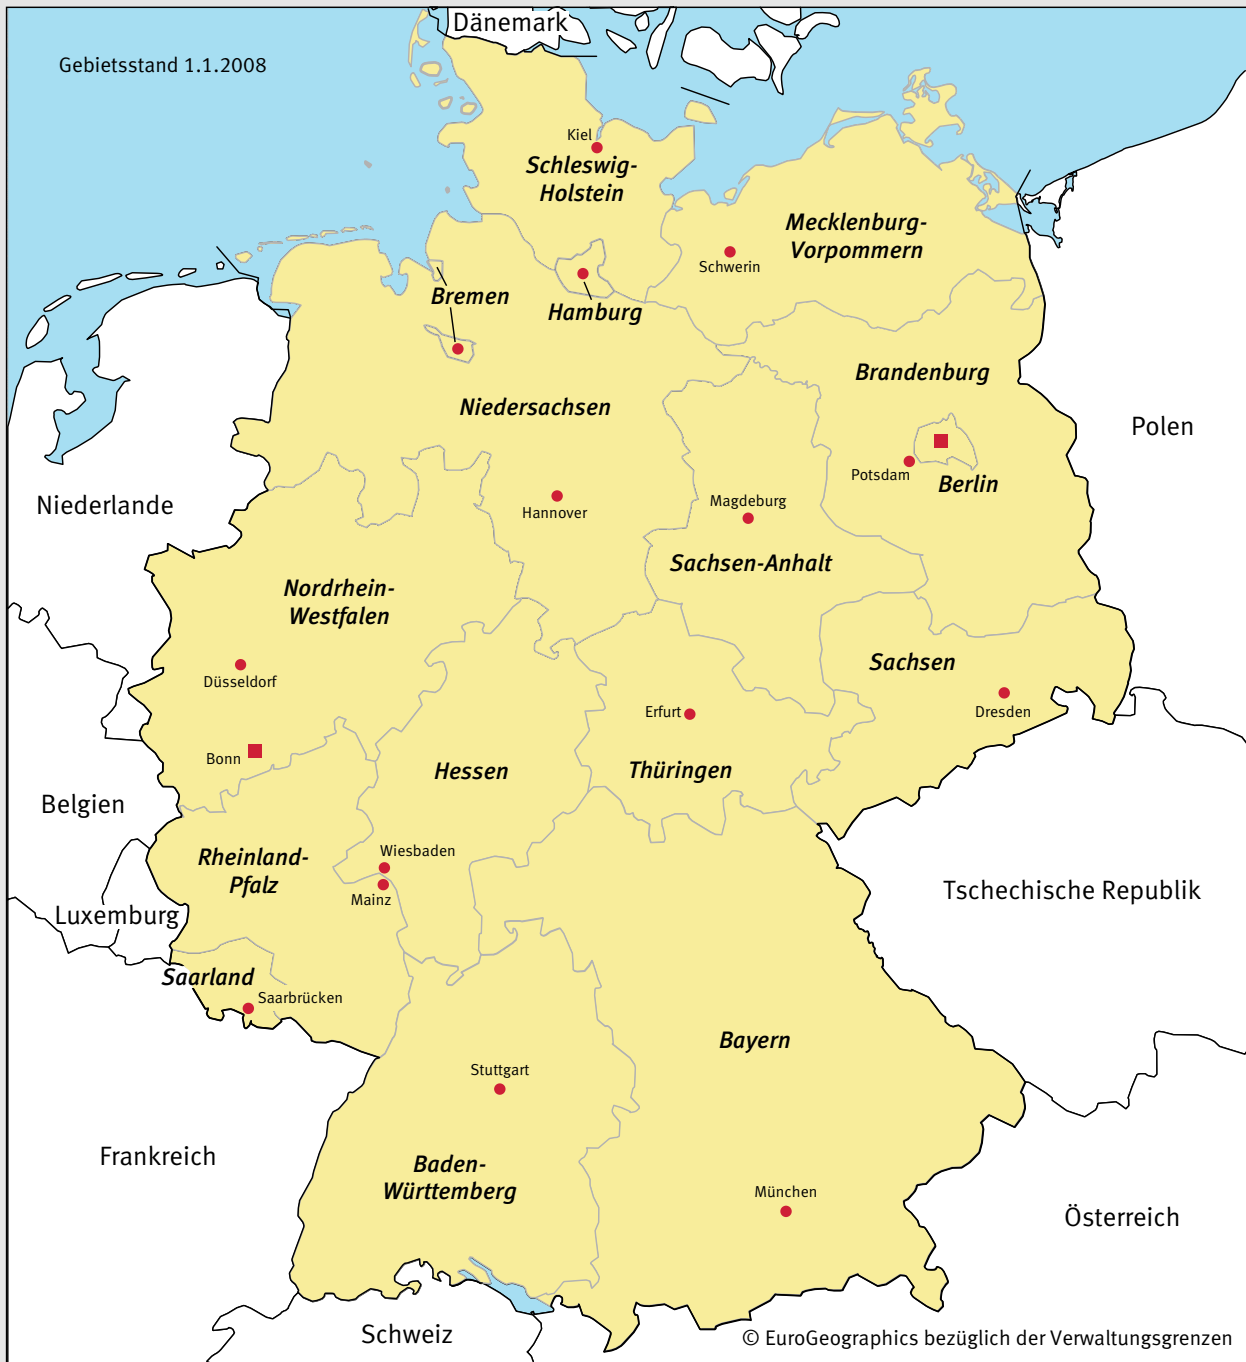 Dänemark
Gebietsstand 1.1.2008
Kiel
Schleswig-
Holstein
Mecklenburg-
Vorpommern
Schwerin
Bremen
Hamburg
Brandenburg
Niedersachsen
Polen
Potsdam
Berlin
Niederlande
Hannover
Magdeburg
Sachsen-Anhalt
Nordrhein-
Westfalen
Sachsen
Düsseldorf
Erfurt
Dresden
Bonn
Hessen
Thüringen
Belgien
Rheinland-
Pfalz
Wiesbaden
Mainz
Tschechische Republik
Luxemburg
Saarland
Saarbrücken
Bayern
Stuttgart
Frankreich
Baden-
Württemberg
München
Österreich
Schweiz
© EuroGeographics bezüglich der Verwaltungsgrenzen